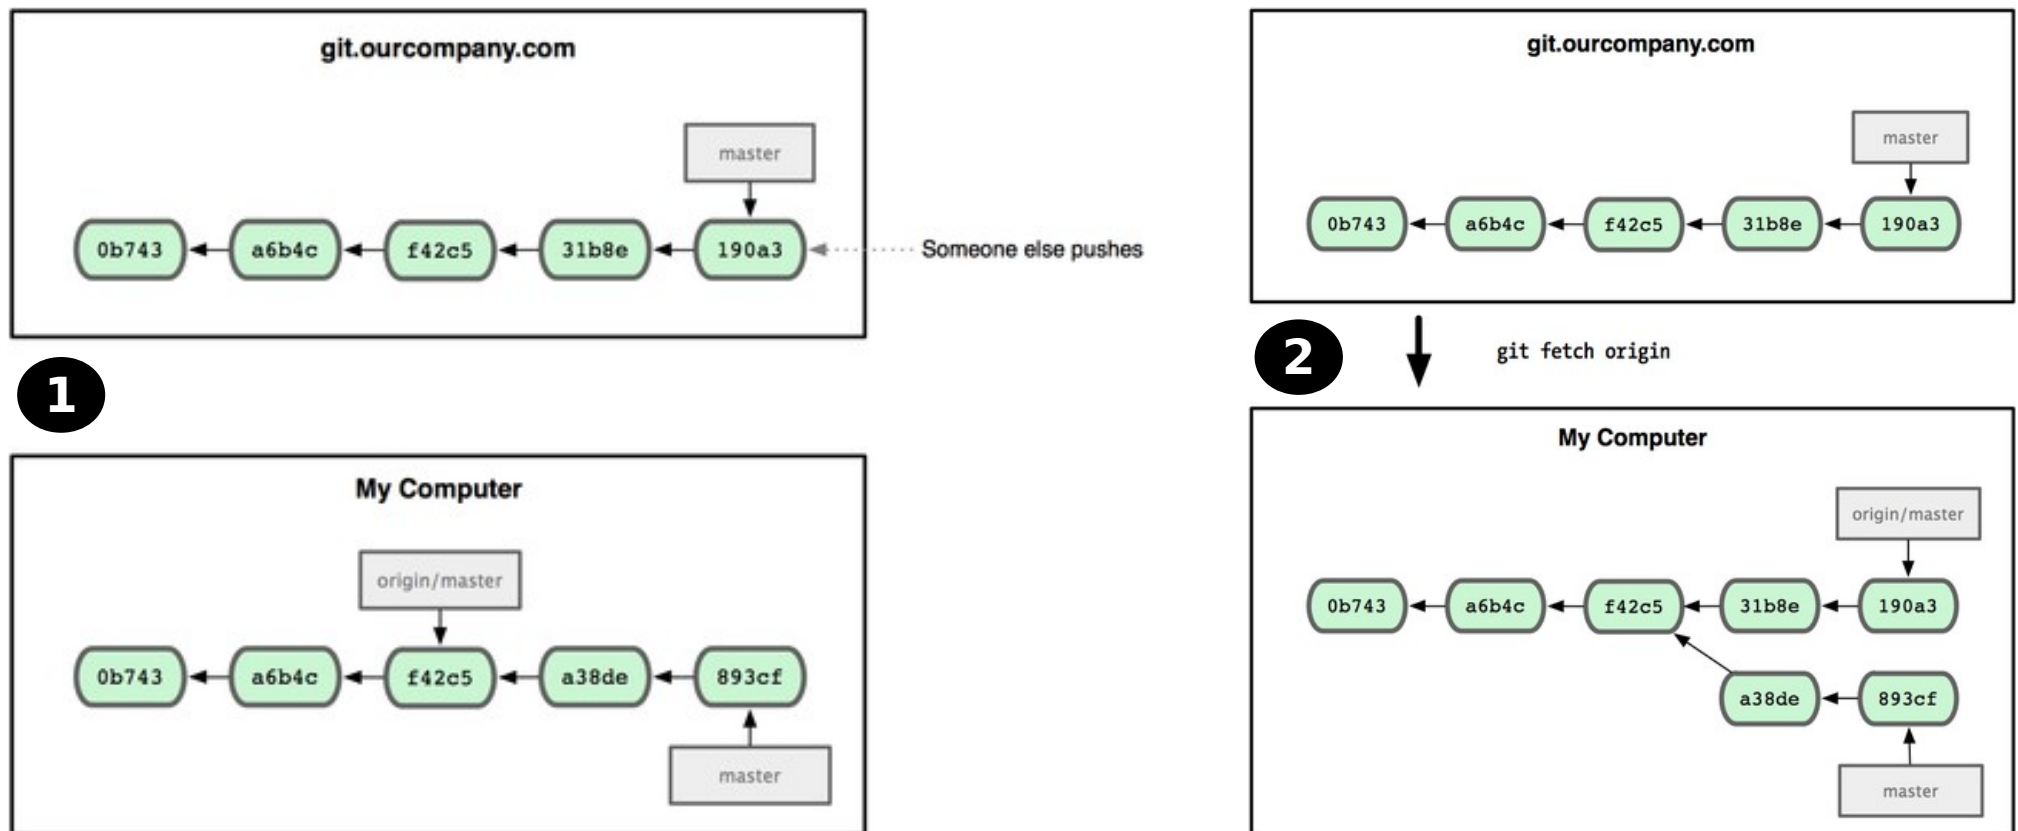 git.ourcompany.com
master
0b743
a6b4c
f42c5
31b8e
190a3
Someone else pushes
1
My Computer
origin/master
0b743
a6b4c
f42c5
a38de
893cf
master
git.ourcompany.com
master
0b743
a6b4c
f42c5
31b8e
190a3
2
git fetch origin
My Computer
origin/master
0b743
a6b4c
f42c5
31b8e
190a3
a38de
893cf
master